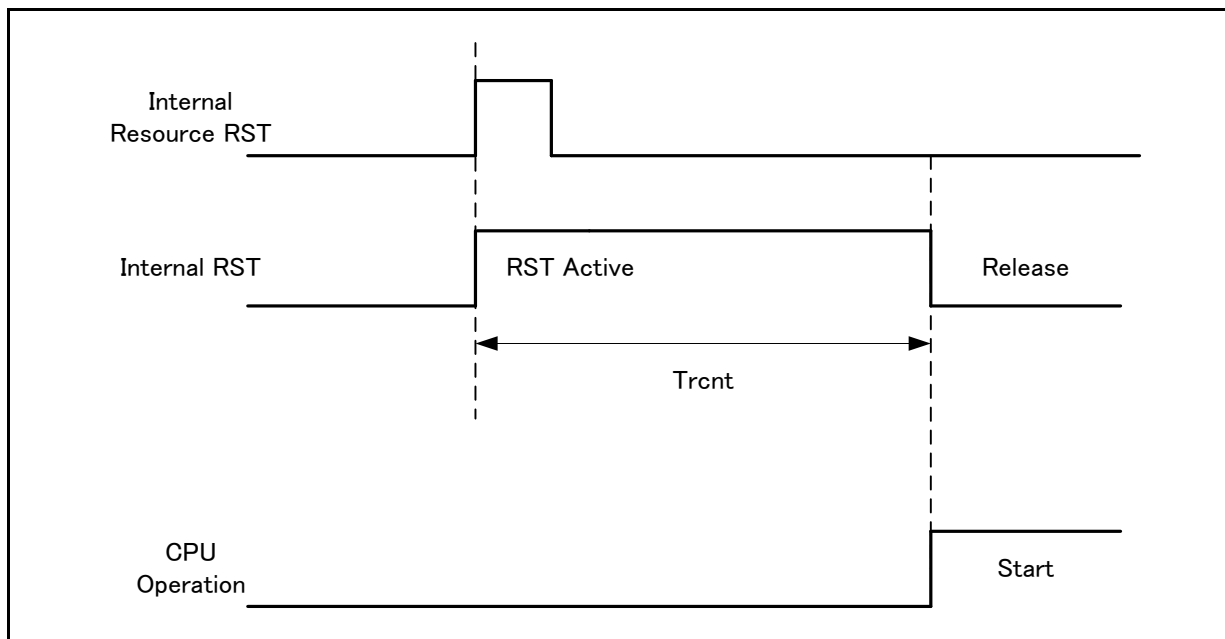 Internal
Resource RST
Internal RST
RST Active
Release
Trcnt
CPU
Operation
Start